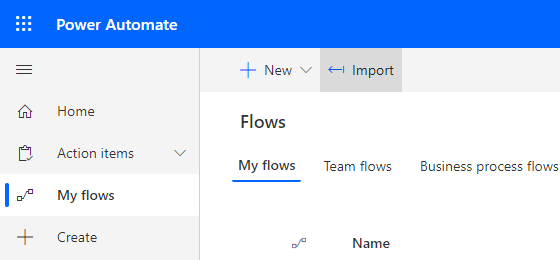 Power Automate
New Import
Home
Flows
Action items
My flows Team flows Business process flows
My flows
Create
Name